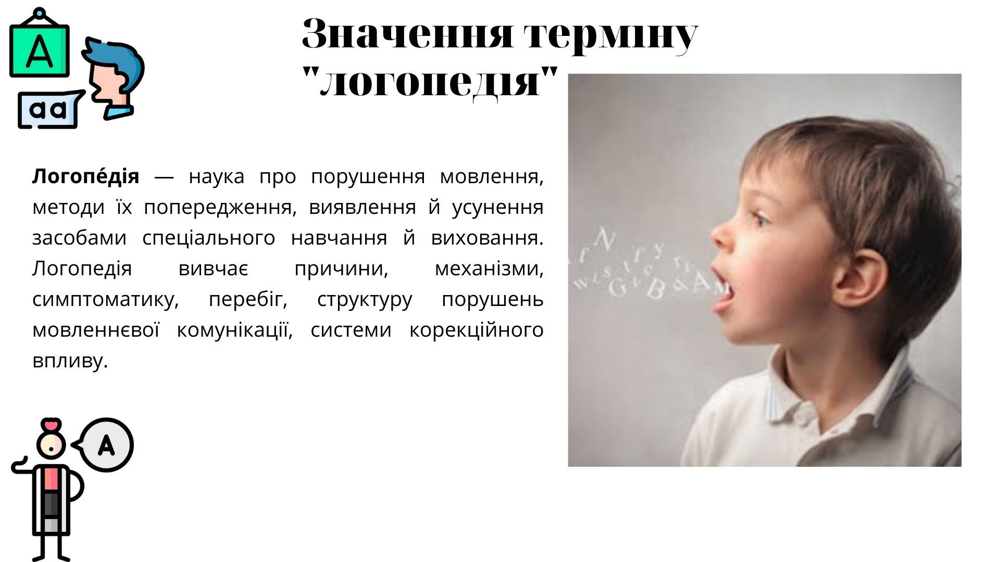 A
aa
Значення терміну
"логопедія"
Логопе́дія — наука про порушення мовлення,
методи їх попередження, виявлення й усунення
засобами спеціального навчання й виховання.
Логопедія вивчає причини, механізми,
симптоматику, перебіг, структуру порушень
мовленнєвої комунікації, системи корекційного
впливу.
A